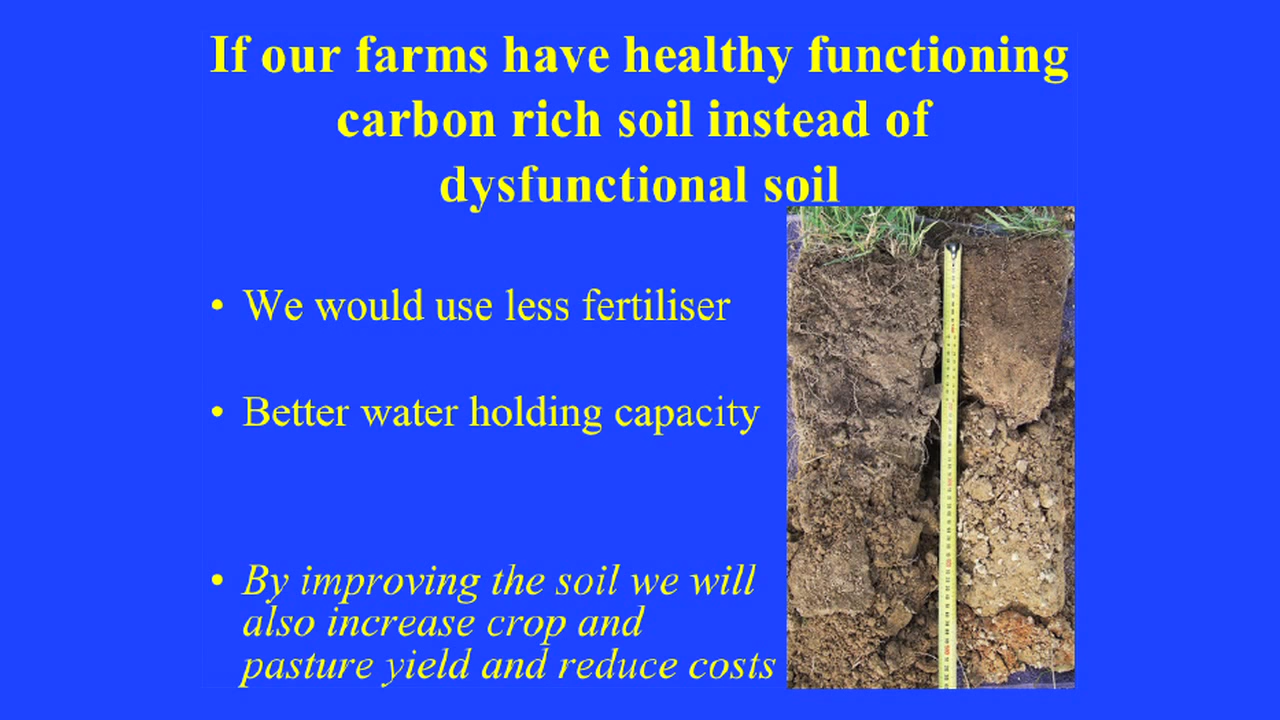 If our farms have healthy functioning
carbon rich soil instead of
dysfunctional soil
• We would use less fertiliser
• Better water holding capacity
• By improving the soil we will
also increase crop and
pasture yield and reduce costs